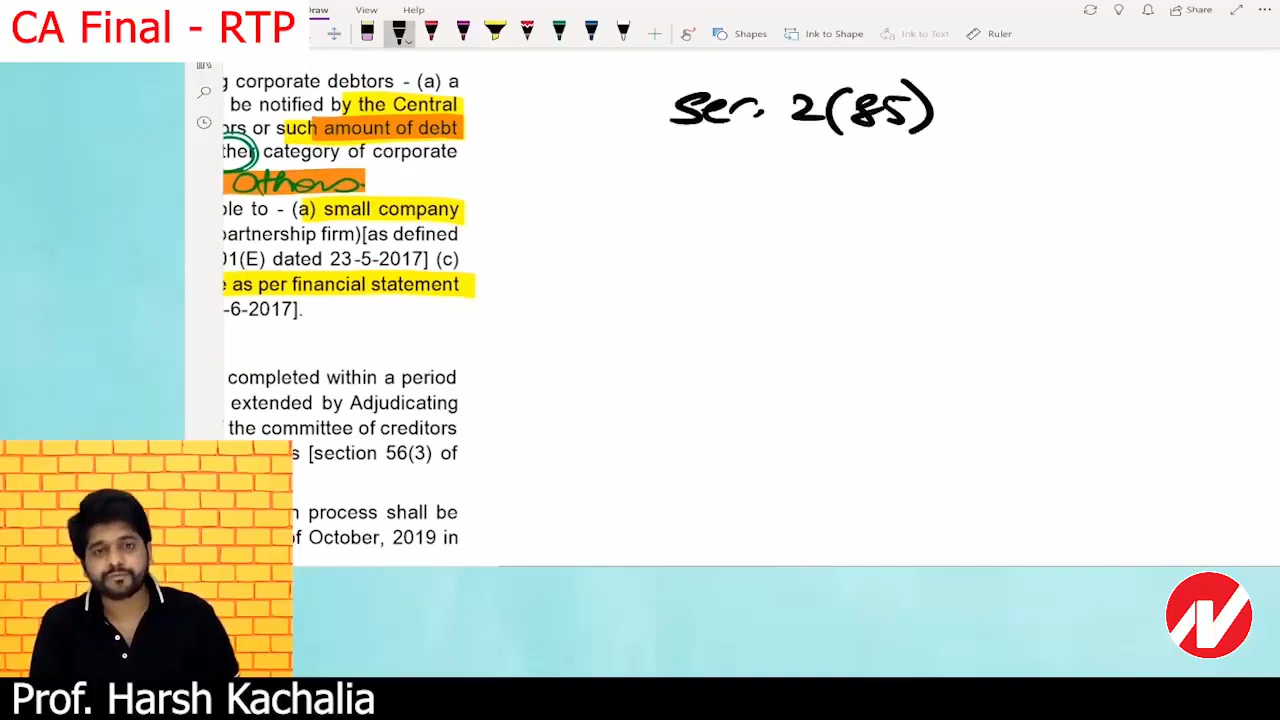 CA Final - RTP
Draw View Help
Share
Shapes Ink to Shape Ink to Text Ruler
g corporate debtors - (a) a
be notified by the Central
ors or such amount of debt
ther category of corporate
Others
ble to - (a) small company
partnership firm)[as defined
01(E) dated 23-5-2017] (c)
e as per financial statement
-6-2017].
completed within a period
extended by Adjudicating
the committee of creditors
s [section 56(3) of
n process shall be
of October, 2019 in
Sec. 2(85)
N
Prof. Harsh Kachalia